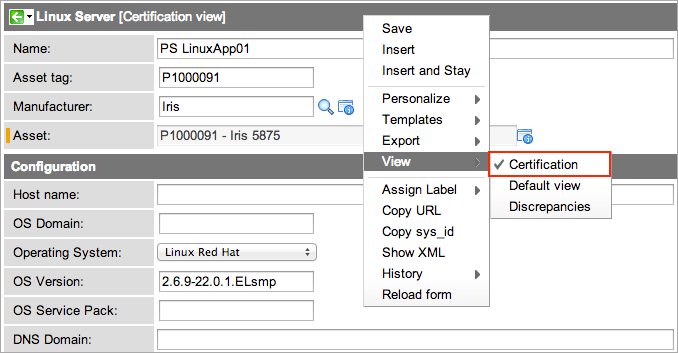 Linux Server [Certification view]
Name: PS LinuxApp01
Asset tag: P1000091
Manufacturer: Iris
Asset: P1000091 - Iris 5875
Configuration
Host name:
OS Domain:
Operating System: Linux Red Hat
OS Version: 2.6.9-22.0.1.ELsmp
OS Service Pack:
DNS Domain:
Save
Insert
Insert and Stay
Personalize
Templates
Export
View
Assign Label
Copy URL
Copy sys_id
Show XML
History
Reload form
Certification
Default view
Discrepancies